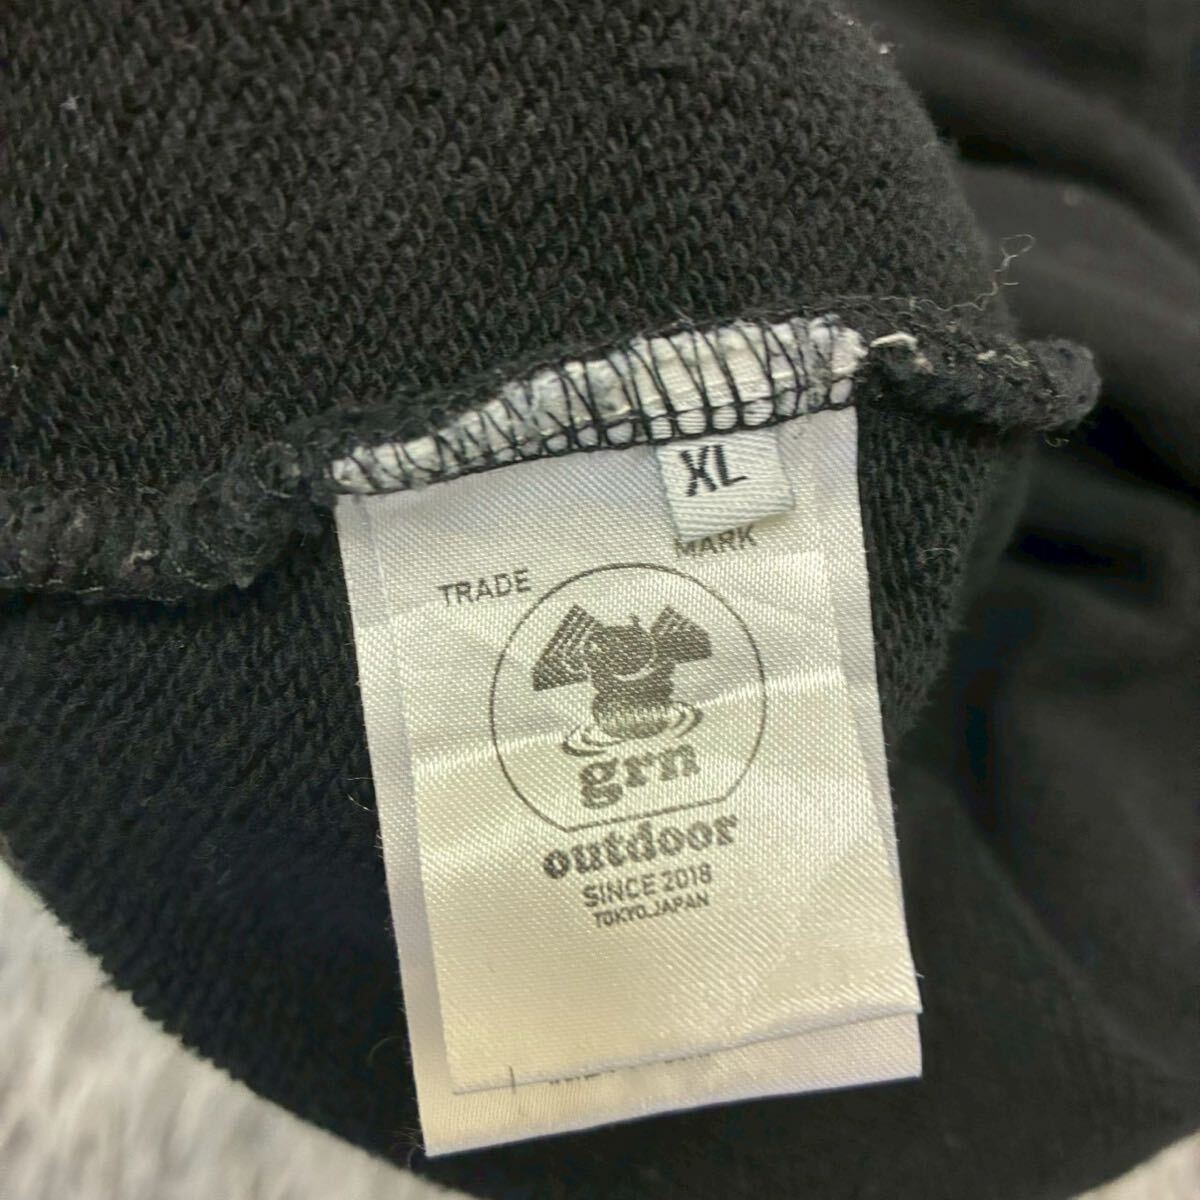 XL
TRADE MARK
grn
outdoor
SINCE 2018
TOKYO.JAPAN